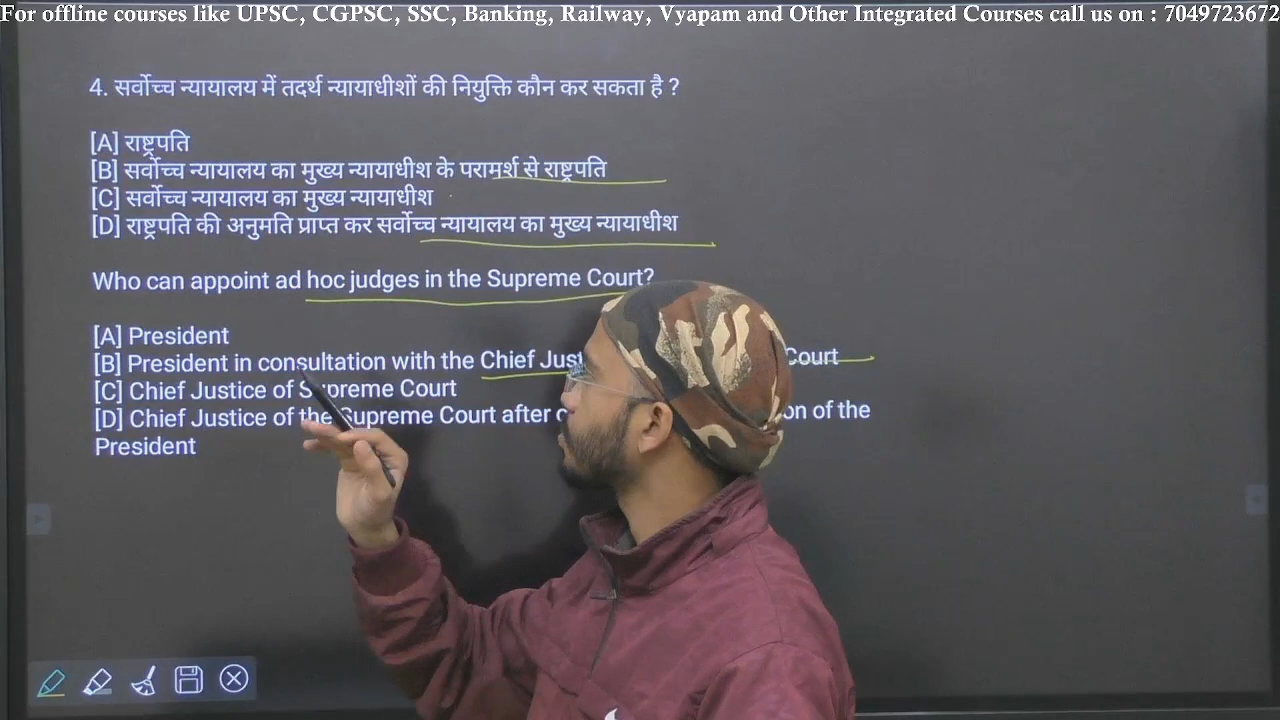 For offline courses like UPSC, CGPSC, SSC, Banking, Railway, Vyapam and Other Integrated Courses call us on : 7049723672
4. सर्वोच्च न्यायालय में तदर्थ न्यायाधीशों की नियुक्ति कौन कर सकता है ?
[A] राष्ट्रपति
[B] सर्वोच्च न्यायालय का मुख्य न्यायाधीश के परामर्श से राष्ट्रपति
[C] सर्वोच्च न्यायालय का मुख्य न्यायाधीश
[D] राष्ट्रपति की अनुमति प्राप्त कर सर्वोच्च न्यायालय का मुख्य न्यायाधीश
Who can appoint ad hoc judges in the Supreme Court?
[A] President
[B] President in consultation with the Chief Court
[C] Chief Justice of Supreme Court
[D] Chief Justice of the Supreme Court after of the
President